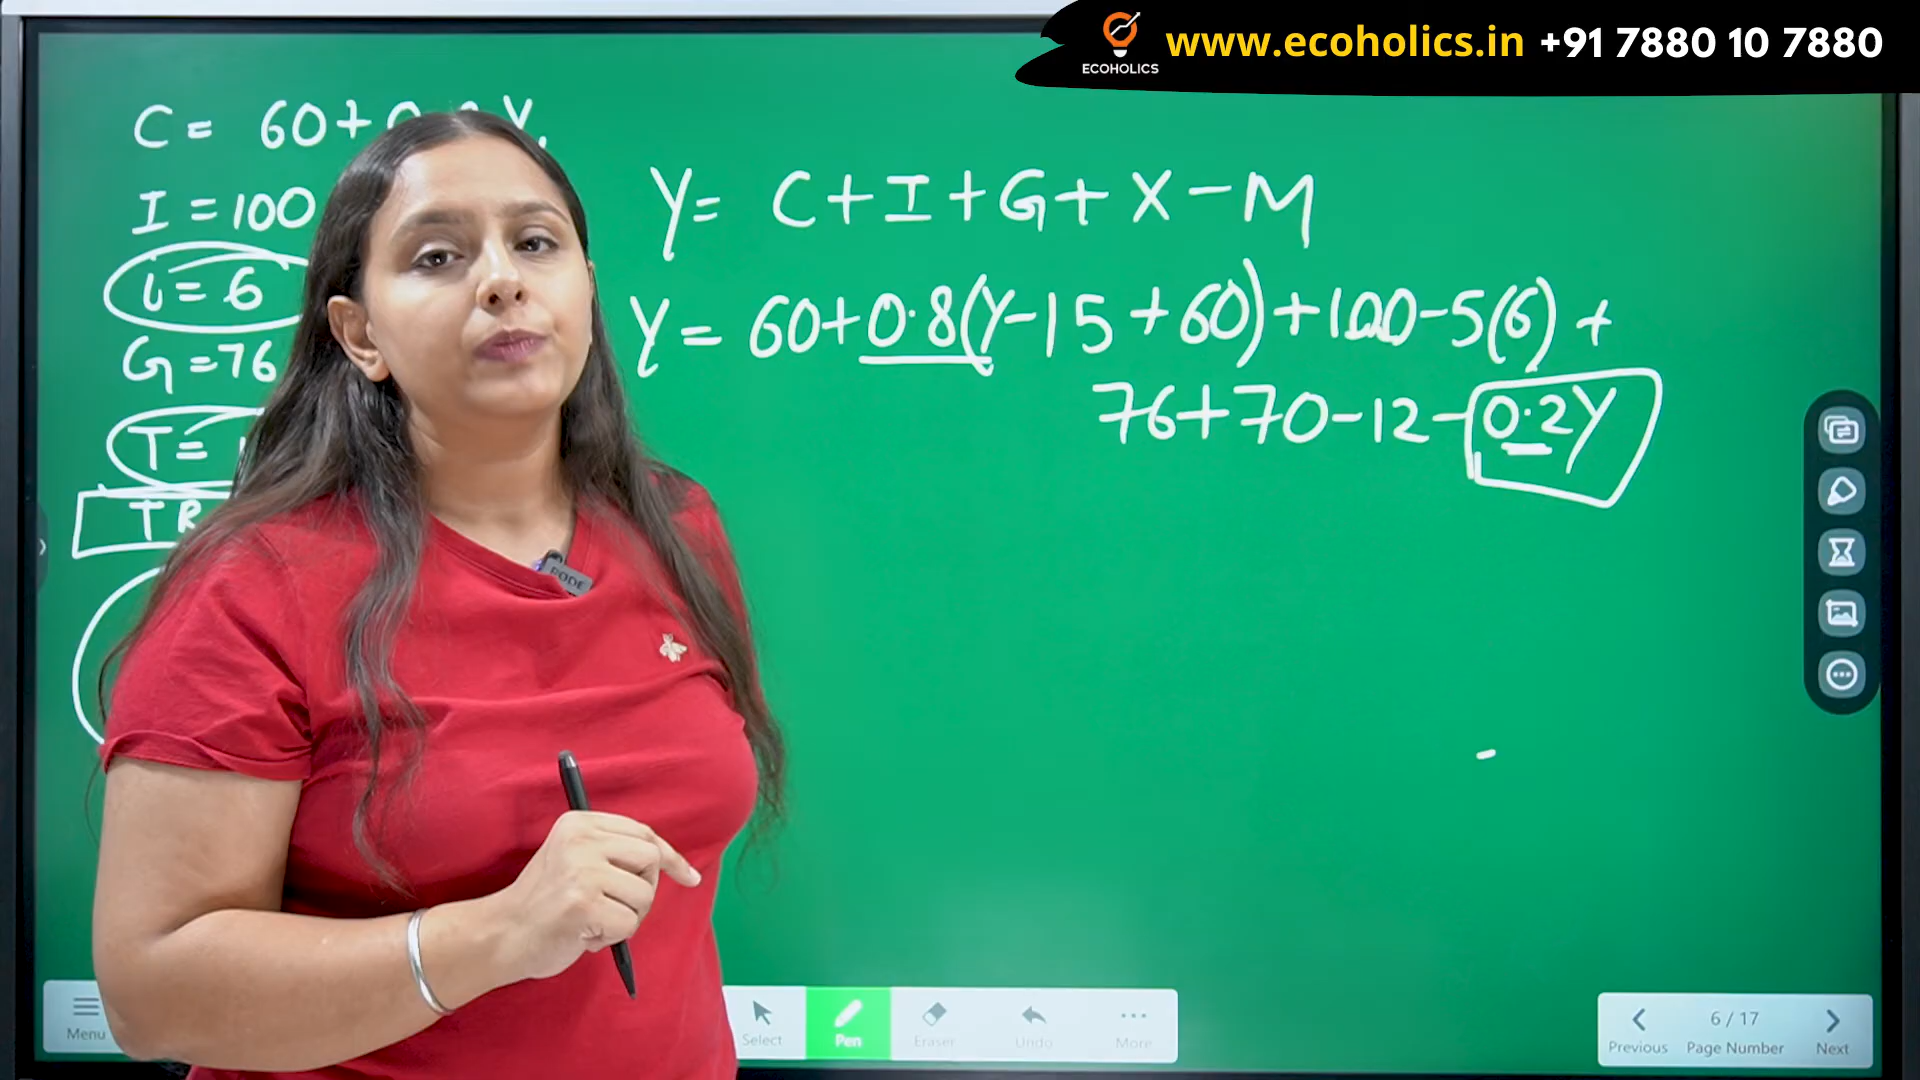 www.ecoholics.in +91 7880 10 7880
ECOHOLICS
C = 60+
I = 100
i = 6
G = 76
T =
TR
Y = C+I+G+X-M
Y = 60+0.8(Y-15+60)+100-5(6)+
76+70-12-0.2Y
RODE
Menu
Select
Pen
Eraser
Undo
More
Previous
6 / 17
Page Number
Next